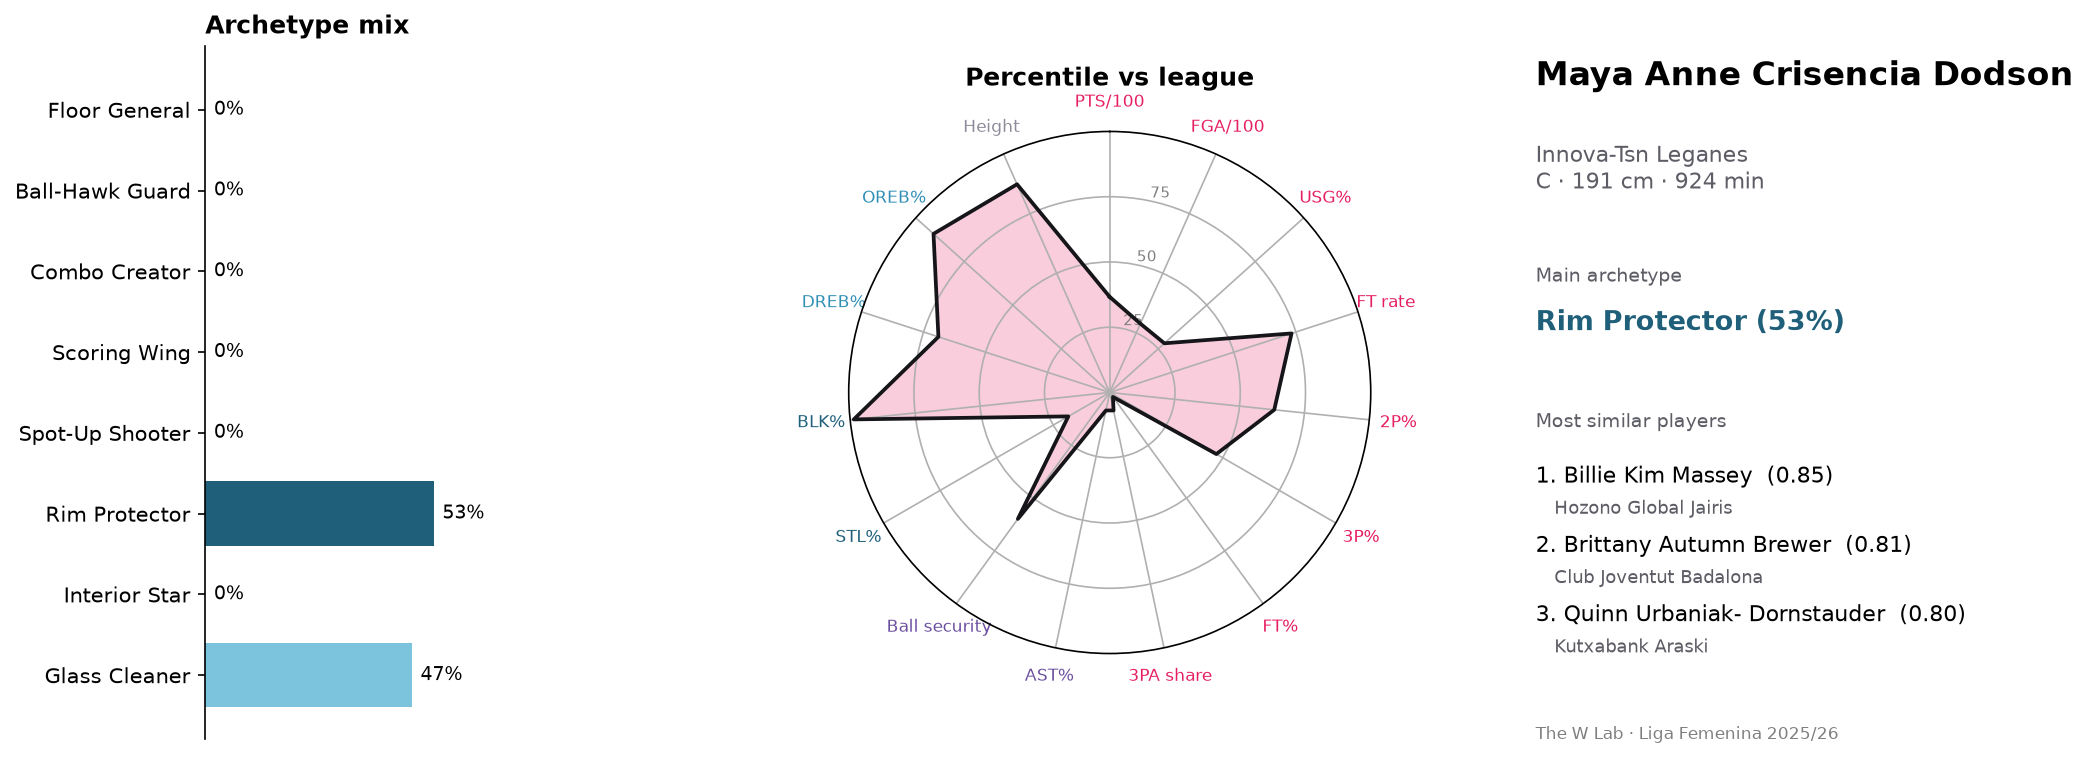 Archetype mix
Floor General
0%
Ball-Hawk Guard
0%
Combo Creator
0%
Scoring Wing
0%
Spot-Up Shooter
0%
Rim Protector
53%
Interior Star
0%
Glass Cleaner
47%
Percentile vs league
PTS/100
FGA/100
USG%
FT rate
2P%
3P%
FT%
3PA share
AST%
Ball security
STL%
BLK%
DREB%
OREB%
Height
75
50
25
Maya Anne Crisencia Dodson
Innova-Tsn Leganes
C · 191 cm · 924 min
Main archetype
Rim Protector (53%)
Most similar players
1. Billie Kim Massey (0.85)
Hozono Global Jairis
2. Brittany Autumn Brewer (0.81)
Club Joventut Badalona
3. Quinn Urbaniak- Dornstauder (0.80)
Kutxabank Araski
The W Lab · Liga Femenina 2025/26